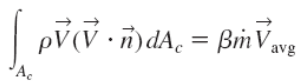 ∫_{A_c} ρV⃗(V⃗ · n⃗) dA_c = βṁV⃗_avg